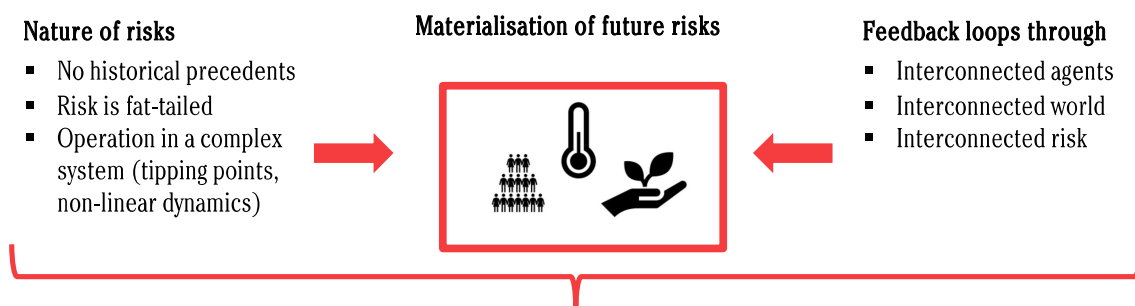 Nature of risks
▪ No historical precedents
▪ Risk is fat-tailed
▪ Operation in a complex
system (tipping points,
non-linear dynamics)
Materialisation of future risks
Feedback loops through
▪ Interconnected agents
▪ Interconnected world
▪ Interconnected risk